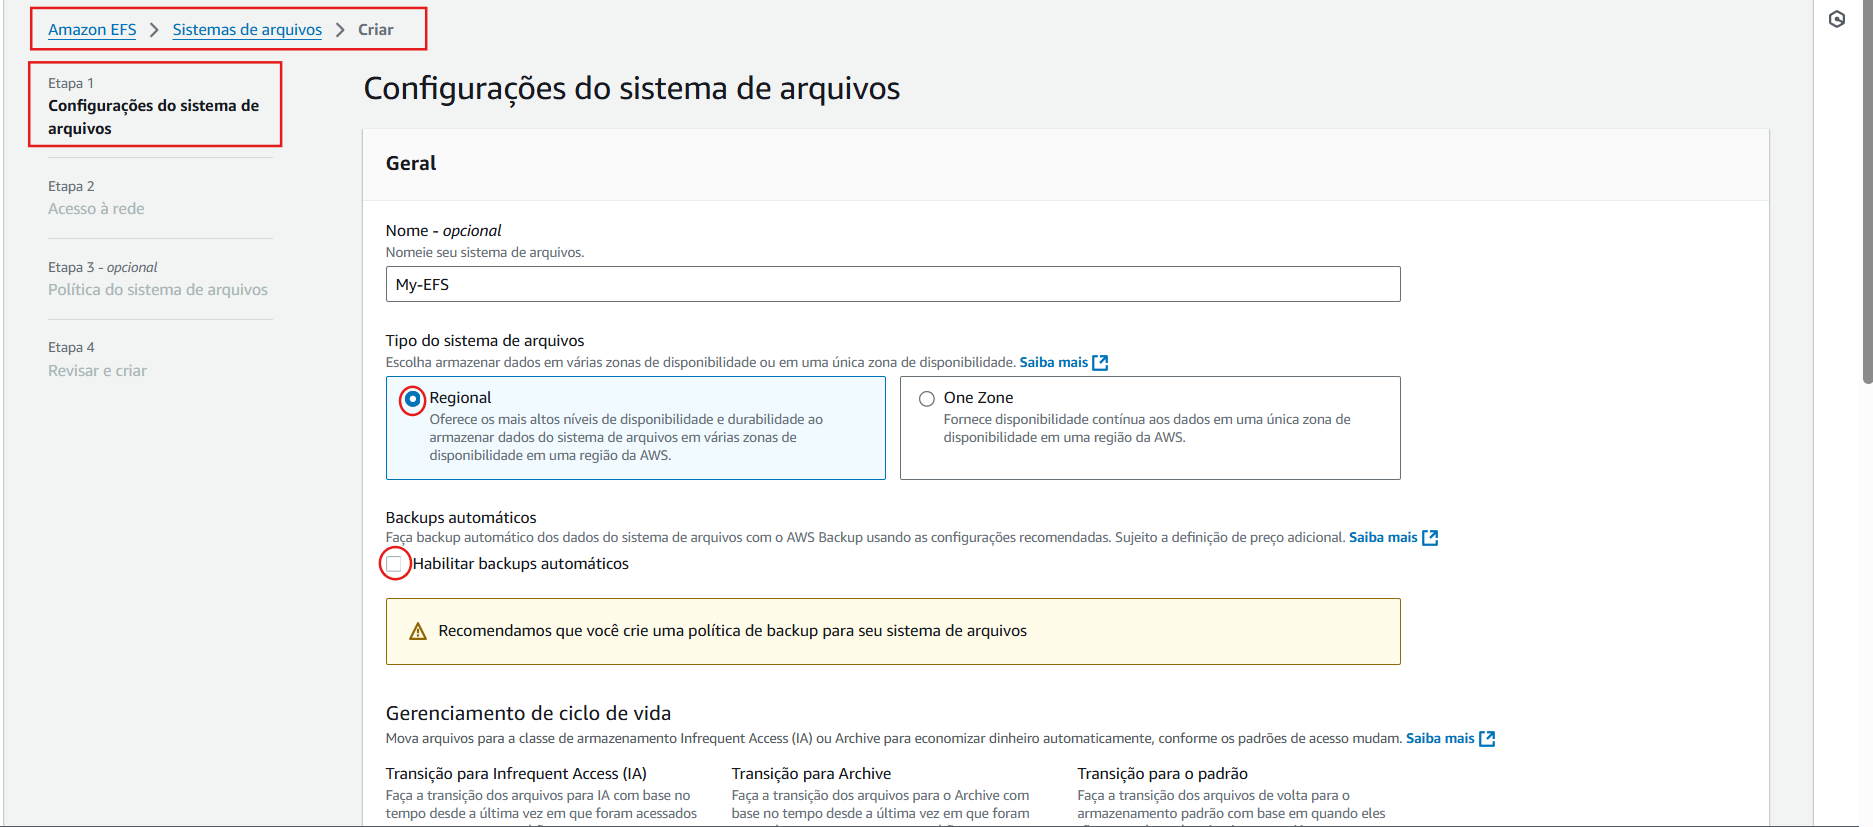 Amazon EFS > Sistemas de arquivos > Criar
Etapa 1
Configurações do sistema de
arquivos
Etapa 2
Acesso à rede
Etapa 3 - opcional
Política do sistema de arquivos
Etapa 4
Revisar e criar
Configurações do sistema de arquivos
Geral
Nome - opcional
Nomeie seu sistema de arquivos.
My-EFS
Tipo do sistema de arquivos
Escolha armazenar dados em várias zonas de disponibilidade ou em uma única zona de disponibilidade. Saiba mais
Regional
Oferece os mais altos níveis de disponibilidade e durabilidade ao
armazenar dados do sistema de arquivos em várias zonas de
disponibilidade em uma região da AWS.
One Zone
Fornece disponibilidade contínua aos dados em uma única zona de
disponibilidade em uma região da AWS.
Backups automáticos
Faça backup automático dos dados do sistema de arquivos com o AWS Backup usando as configurações recomendadas. Sujeito a definição de preço adicional. Saiba mais
Habilitar backups automáticos
Recomendamos que você crie uma política de backup para seu sistema de arquivos
Gerenciamento de ciclo de vida
Mova arquivos para a classe de armazenamento Infrequent Access (IA) ou Archive para economizar dinheiro automaticamente, conforme os padrões de acesso mudam. Saiba mais
Transição para Infrequent Access (IA)
Faça a transição dos arquivos para IA com base no
tempo desde a última vez em que foram acessados
Transição para Archive
Faça a transição dos arquivos para o Archive com
base no tempo desde a última vez em que foram
Transição para o padrão
Faça a transição dos arquivos de volta para o
armazenamento padrão com base em quando eles